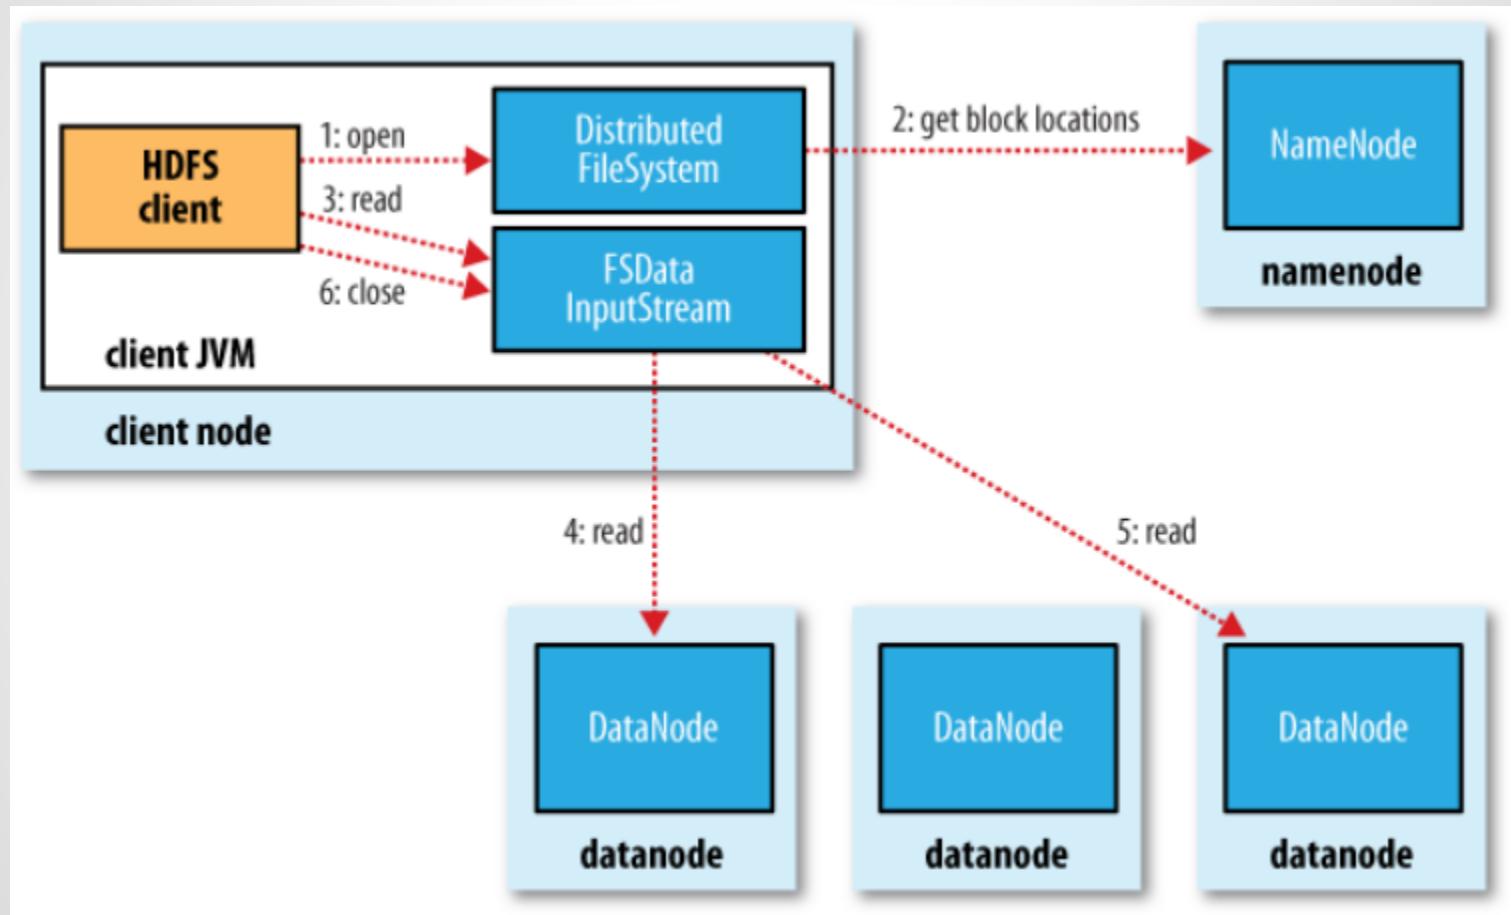 HDFS
client
1: open
3: read
6: close
Distributed
FileSystem
FSData
InputStream
client JVM
client node
2: get block locations
NameNode
namenode
4: read
5: read
DataNode
datanode
DataNode
datanode
DataNode
datanode